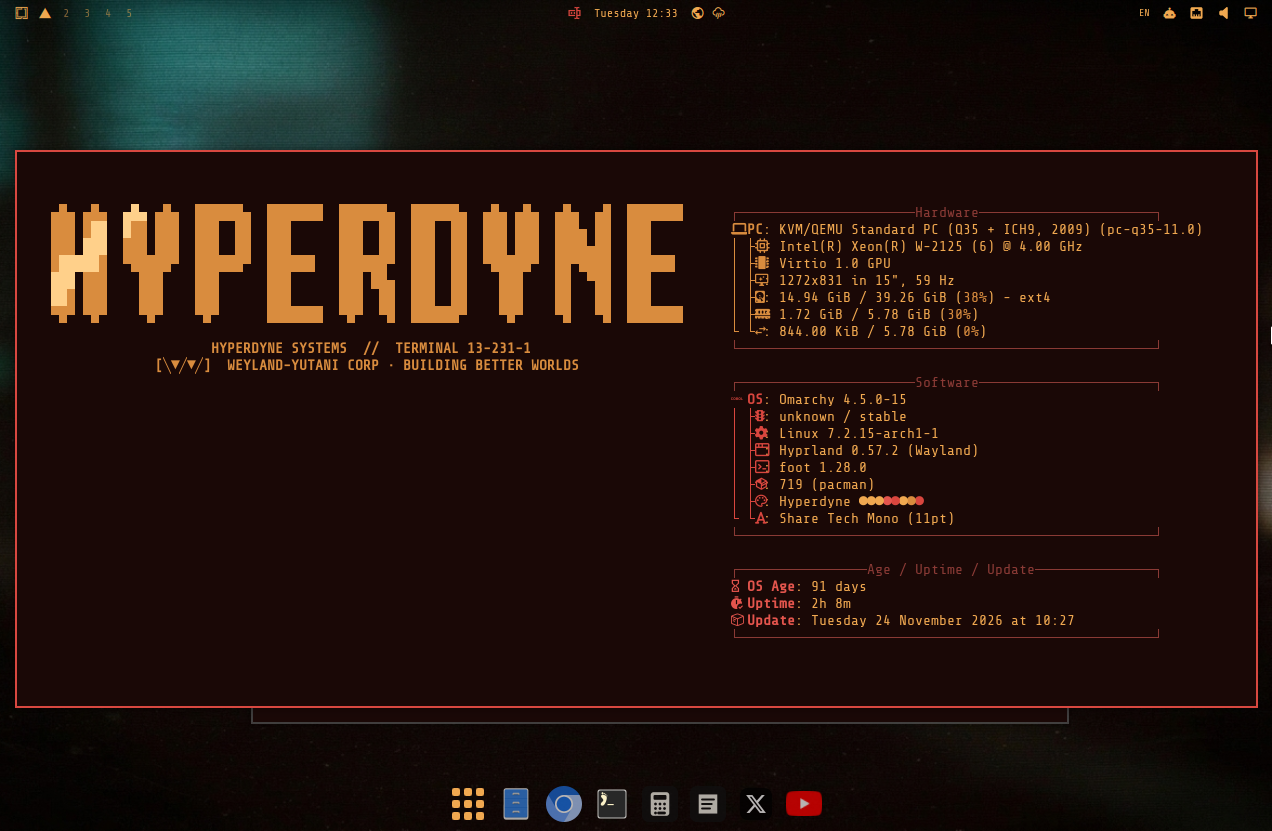 2 3 4 5
Tuesday 12:33
EN
HYPERDYNE
HYPERDYNE SYSTEMS // TERMINAL 13-231-1
[╲▼╱▼╱] WEYLAND-YUTANI CORP · BUILDING BETTER WORLDS
Hardware
PC: KVM/QEMU Standard PC (Q35 + ICH9, 2009) (pc-q35-11.0)
Intel(R) Xeon(R) W-2125 (6) @ 4.00 GHz
Virtio 1.0 GPU
1272x831 in 15", 59 Hz
: 14.94 GiB / 39.26 GiB (38%) - ext4
1.72 GiB / 5.78 GiB (30%)
: 844.00 KiB / 5.78 GiB (0%)
Software
OS: Omarchy 4.5.0-15
: unknown / stable
Linux 7.2.15-arch1-1
Hyprland 0.57.2 (Wayland)
foot 1.28.0
719 (pacman)
Hyperdyne
: Share Tech Mono (11pt)
Age / Uptime / Update
OS Age: 91 days
Uptime: 2h 8m
Update: Tuesday 24 November 2026 at 10:27